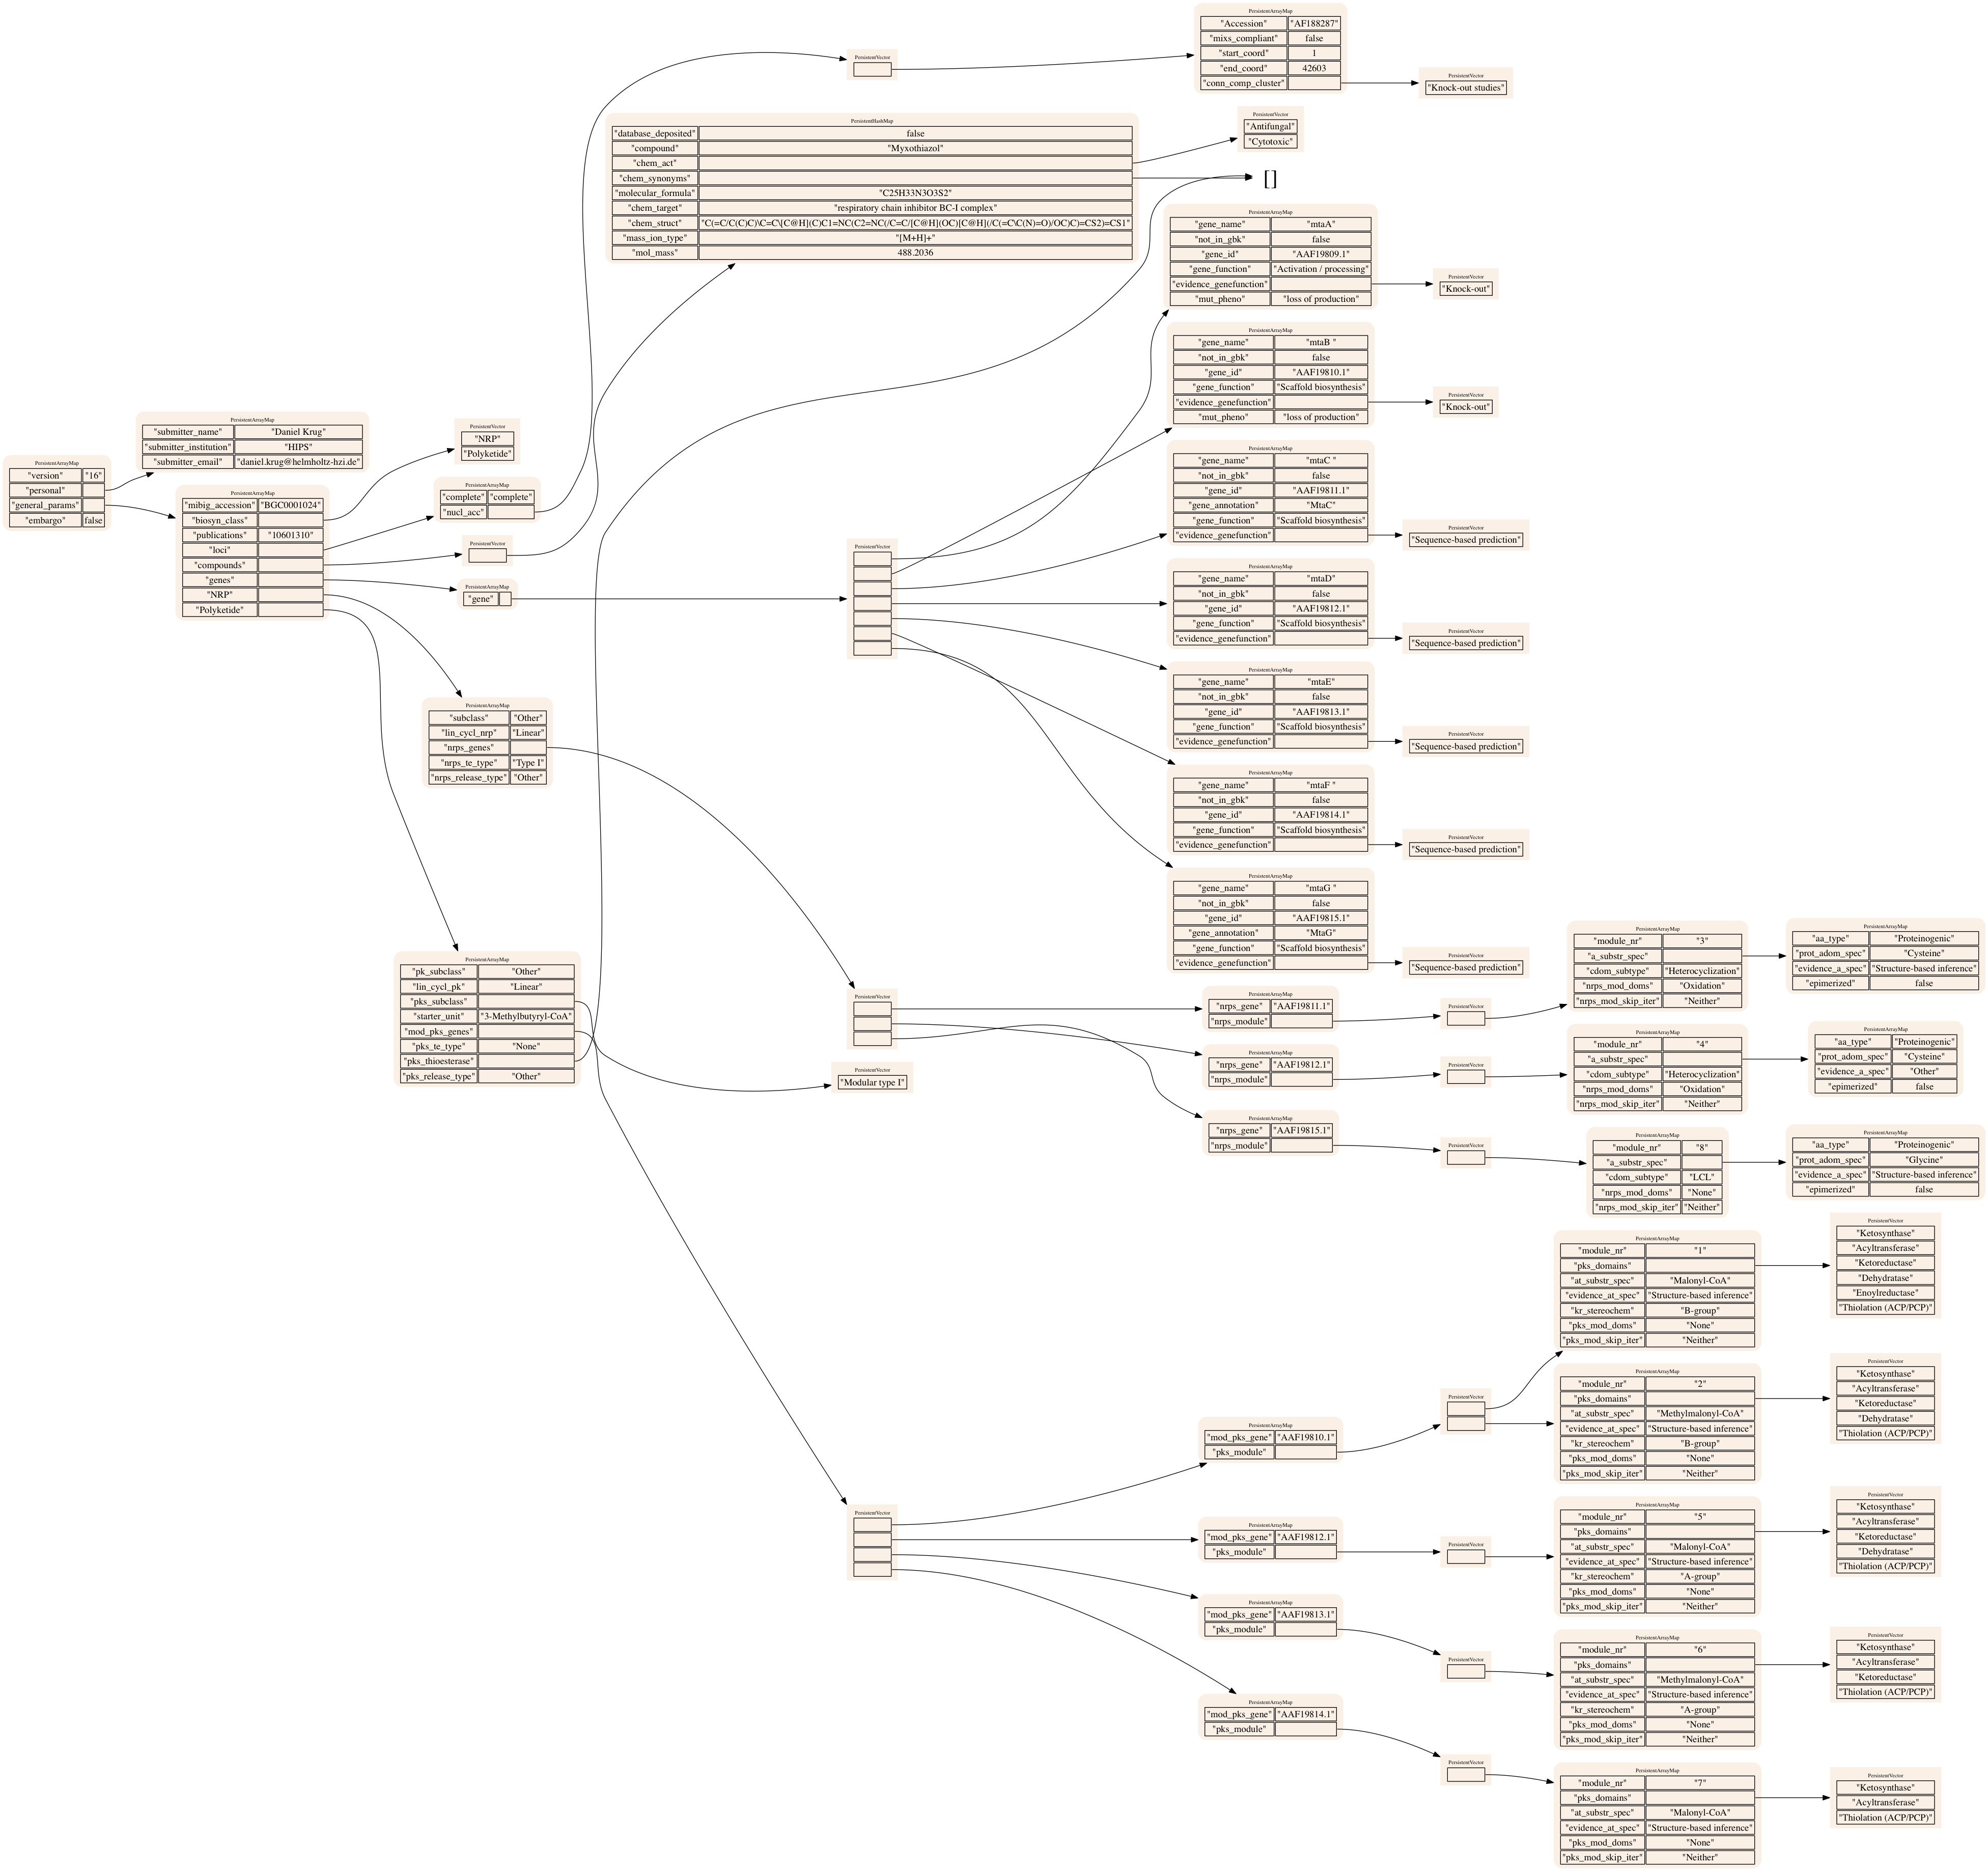 PersistentArrayMap
"version" "16"
"personal"
"general_params"
"embargo" false
PersistentArrayMap
"submitter_name" "Daniel Krug"
"submitter_institution" "HIPS"
"submitter_email" "daniel.krug@helmholtz-hzi.de"
PersistentArrayMap
"mibig_accession" "BGC0001024"
"biosyn_class"
"publications" "10601310"
"loci"
"compounds"
"genes"
"NRP"
"Polyketide"
PersistentVector
"NRP"
"Polyketide"
PersistentArrayMap
"complete" "complete"
"nucl_acc"
PersistentVector
PersistentArrayMap
"gene"
PersistentArrayMap
"subclass" "Other"
"lin_cycl_nrp" "Linear"
"nrps_genes"
"nrps_te_type" "Type I"
"nrps_release_type" "Other"
PersistentArrayMap
"pk_subclass" "Other"
"lin_cycl_pk" "Linear"
"pks_subclass"
"starter_unit" "3-Methylbutyryl-CoA"
"mod_pks_genes"
"pks_te_type" "None"
"pks_thioesterase"
"pks_release_type" "Other"
PersistentVector
PersistentHashMap
"database_deposited" false
"compound" "Myxothiazol"
"chem_act"
"chem_synonyms"
"molecular_formula" "C25H33N3O3S2"
"chem_target" "respiratory chain inhibitor BC-I complex"
"chem_struct" "C(=C/C(C)C)\C=C\[C@H](C)C1=NC(C2=NC(/C=C/[C@H](OC)[C@H](/C(=C\C(N)=O)/OC)C)=CS2)=CS1"
"mass_ion_type" "[M+H]+"
"mol_mass" 488.2036
PersistentVector
PersistentVector
PersistentVector
"Modular type I"
PersistentVector
PersistentArrayMap
"Accession" "AF188287"
"mixs_compliant" false
"start_coord" 1
"end_coord" 42603
"conn_comp_cluster"
PersistentVector
"Knock-out studies"
PersistentVector
"Antifungal"
"Cytotoxic"
[]
PersistentArrayMap
"gene_name" "mtaA"
"not_in_gbk" false
"gene_id" "AAF19809.1"
"gene_function" "Activation / processing"
"evidence_genefunction"
"mut_pheno" "loss of production"
PersistentVector
"Knock-out"
PersistentArrayMap
"gene_name" "mtaB "
"not_in_gbk" false
"gene_id" "AAF19810.1"
"gene_function" "Scaffold biosynthesis"
"evidence_genefunction"
"mut_pheno" "loss of production"
PersistentVector
"Knock-out"
PersistentArrayMap
"gene_name" "mtaC "
"not_in_gbk" false
"gene_id" "AAF19811.1"
"gene_annotation" "MtaC"
"gene_function" "Scaffold biosynthesis"
"evidence_genefunction"
PersistentVector
"Sequence-based prediction"
PersistentArrayMap
"gene_name" "mtaD"
"not_in_gbk" false
"gene_id" "AAF19812.1"
"gene_function" "Scaffold biosynthesis"
"evidence_genefunction"
PersistentVector
"Sequence-based prediction"
PersistentArrayMap
"gene_name" "mtaE"
"not_in_gbk" false
"gene_id" "AAF19813.1"
"gene_function" "Scaffold biosynthesis"
"evidence_genefunction"
PersistentVector
"Sequence-based prediction"
PersistentArrayMap
"gene_name" "mtaF "
"not_in_gbk" false
"gene_id" "AAF19814.1"
"gene_function" "Scaffold biosynthesis"
"evidence_genefunction"
PersistentVector
"Sequence-based prediction"
PersistentArrayMap
"gene_name" "mtaG "
"not_in_gbk" false
"gene_id" "AAF19815.1"
"gene_annotation" "MtaG"
"gene_function" "Scaffold biosynthesis"
"evidence_genefunction"
PersistentVector
"Sequence-based prediction"
PersistentArrayMap
"nrps_gene" "AAF19811.1"
"nrps_module"
PersistentVector
PersistentArrayMap
"module_nr" "3"
"a_substr_spec"
"cdom_subtype" "Heterocyclization"
"nrps_mod_doms" "Oxidation"
"nrps_mod_skip_iter" "Neither"
PersistentArrayMap
"aa_type" "Proteinogenic"
"prot_adom_spec" "Cysteine"
"evidence_a_spec" "Structure-based inference"
"epimerized" false
PersistentArrayMap
"nrps_gene" "AAF19812.1"
"nrps_module"
PersistentVector
PersistentArrayMap
"module_nr" "4"
"a_substr_spec"
"cdom_subtype" "Heterocyclization"
"nrps_mod_doms" "Oxidation"
"nrps_mod_skip_iter" "Neither"
PersistentArrayMap
"aa_type" "Proteinogenic"
"prot_adom_spec" "Cysteine"
"evidence_a_spec" "Other"
"epimerized" false
PersistentArrayMap
"nrps_gene" "AAF19815.1"
"nrps_module"
PersistentVector
PersistentArrayMap
"module_nr" "8"
"a_substr_spec"
"cdom_subtype" "LCL"
"nrps_mod_doms" "None"
"nrps_mod_skip_iter" "Neither"
PersistentArrayMap
"aa_type" "Proteinogenic"
"prot_adom_spec" "Glycine"
"evidence_a_spec" "Structure-based inference"
"epimerized" false
PersistentArrayMap
"mod_pks_gene" "AAF19810.1"
"pks_module"
PersistentVector
PersistentArrayMap
"module_nr" "1"
"pks_domains"
"at_substr_spec" "Malonyl-CoA"
"evidence_at_spec" "Structure-based inference"
"kr_stereochem" "B-group"
"pks_mod_doms" "None"
"pks_mod_skip_iter" "Neither"
PersistentVector
"Ketosynthase"
"Acyltransferase"
"Ketoreductase"
"Dehydratase"
"Enoylreductase"
"Thiolation (ACP/PCP)"
PersistentArrayMap
"module_nr" "2"
"pks_domains"
"at_substr_spec" "Methylmalonyl-CoA"
"evidence_at_spec" "Structure-based inference"
"kr_stereochem" "B-group"
"pks_mod_doms" "None"
"pks_mod_skip_iter" "Neither"
PersistentVector
"Ketosynthase"
"Acyltransferase"
"Ketoreductase"
"Dehydratase"
"Thiolation (ACP/PCP)"
PersistentArrayMap
"mod_pks_gene" "AAF19812.1"
"pks_module"
PersistentVector
PersistentArrayMap
"module_nr" "5"
"pks_domains"
"at_substr_spec" "Malonyl-CoA"
"evidence_at_spec" "Structure-based inference"
"kr_stereochem" "A-group"
"pks_mod_doms" "None"
"pks_mod_skip_iter" "Neither"
PersistentVector
"Ketosynthase"
"Acyltransferase"
"Ketoreductase"
"Dehydratase"
"Thiolation (ACP/PCP)"
PersistentArrayMap
"mod_pks_gene" "AAF19813.1"
"pks_module"
PersistentVector
PersistentArrayMap
"module_nr" "6"
"pks_domains"
"at_substr_spec" "Methylmalonyl-CoA"
"evidence_at_spec" "Structure-based inference"
"kr_stereochem" "A-group"
"pks_mod_doms" "None"
"pks_mod_skip_iter" "Neither"
PersistentVector
"Ketosynthase"
"Acyltransferase"
"Ketoreductase"
"Thiolation (ACP/PCP)"
PersistentArrayMap
"mod_pks_gene" "AAF19814.1"
"pks_module"
PersistentVector
PersistentArrayMap
"module_nr" "7"
"pks_domains"
"at_substr_spec" "Malonyl-CoA"
"evidence_at_spec" "Structure-based inference"
"pks_mod_doms" "None"
"pks_mod_skip_iter" "Neither"
PersistentVector
"Ketosynthase"
"Acyltransferase"
"Thiolation (ACP/PCP)"